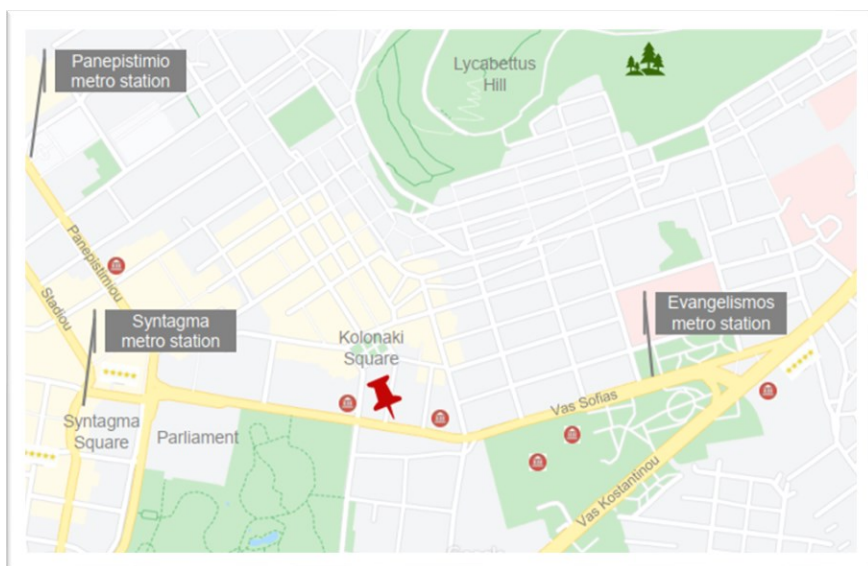 Panepistimio
metro station
Lycabettus
Hill
Panepistimiou
Stadiou
Syntagma
metro station
Evangelismos
metro station
Kolonaki
Square
Vas Sofias
Syntagma
Square
Parliament
Vas Kostantinou